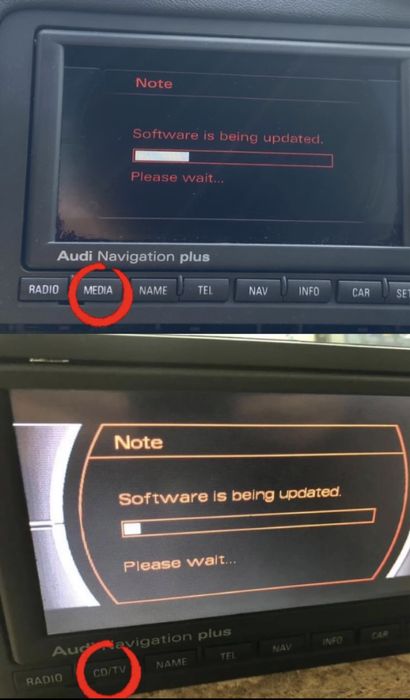 Note
Software is being updated.
Please wait...
Audi Navigation plus
RADIO MEDIA NAME TEL NAV INFO CAR SE
Note
Software is being updated.
Please wait...
Audi Navigation plus
RADIO CD/TV NAME TEL NAV INFO CAR